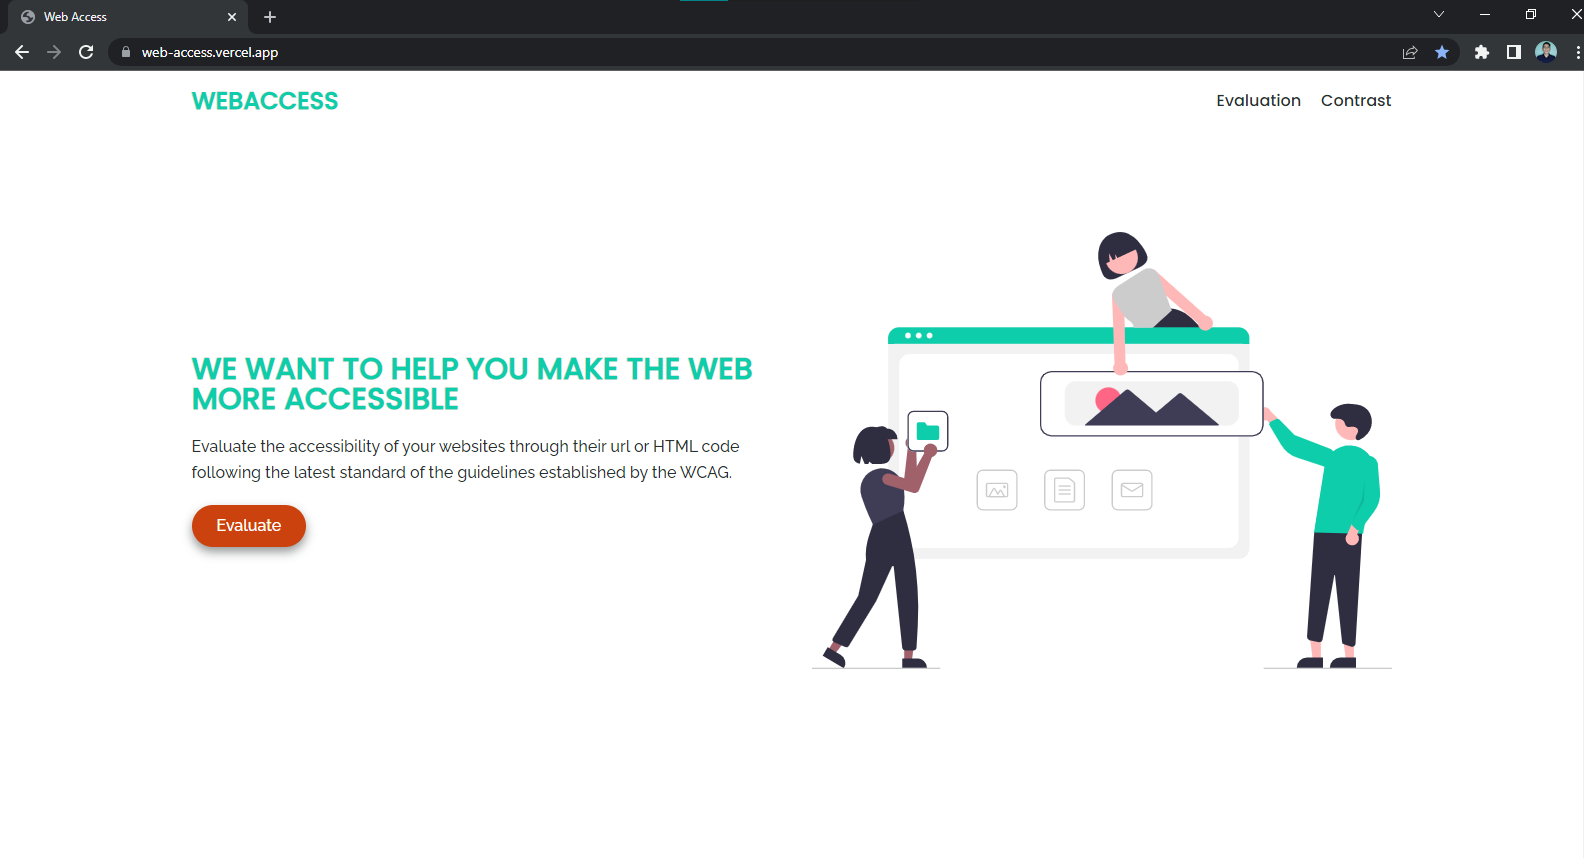 Web Access
web-access.vercel.app
WEBACCESS
Evaluation Contrast
WE WANT TO HELP YOU MAKE THE WEB
MORE ACCESSIBLE
Evaluate the accessibility of your websites through their url or HTML code
following the latest standard of the guidelines established by the WCAG.
Evaluate